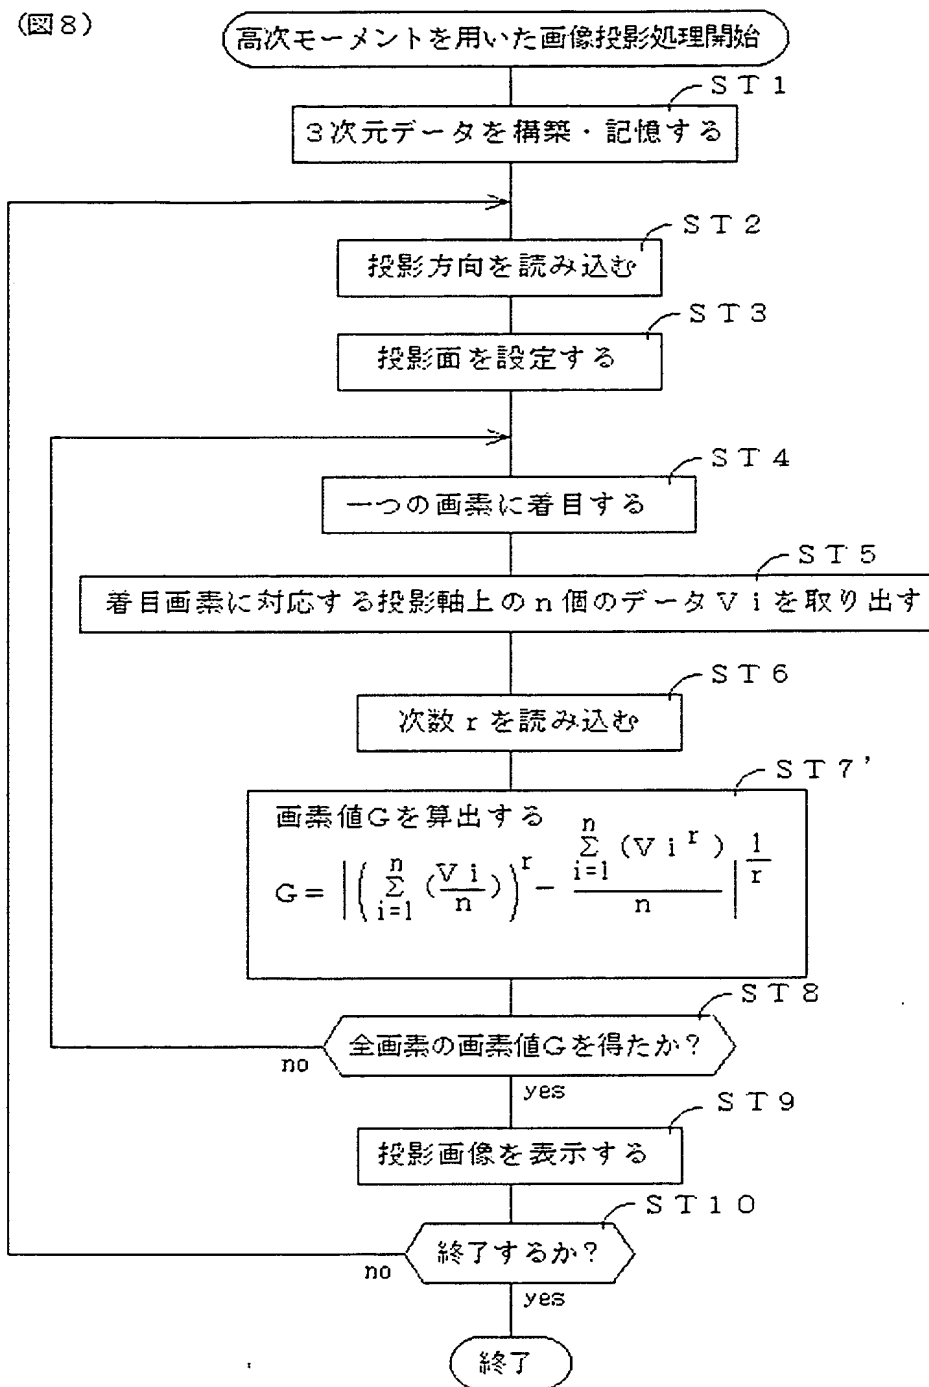 (図8)
高次モーメントを用いた画像投影処理開始
ST1
3次元データを構築・記憶する
ST2
投影方向を読み込む
ST3
投影面を設定する
ST4
一つの画素に着目する
ST5
着目画素に対応する投影軸上のn個のデータViを取り出す
ST6
次数rを読み込む
ST7'
画素値Gを算出する
G=|(Σ_{i=1}^{n}(Vi/n))^r-Σ_{i=1}^{n}(Vi^r)/n|^{1/r}
ST8
全画素の画素値Gを得たか?
no
yes
ST9
投影画像を表示する
ST10
終了するか?
no
yes
終了